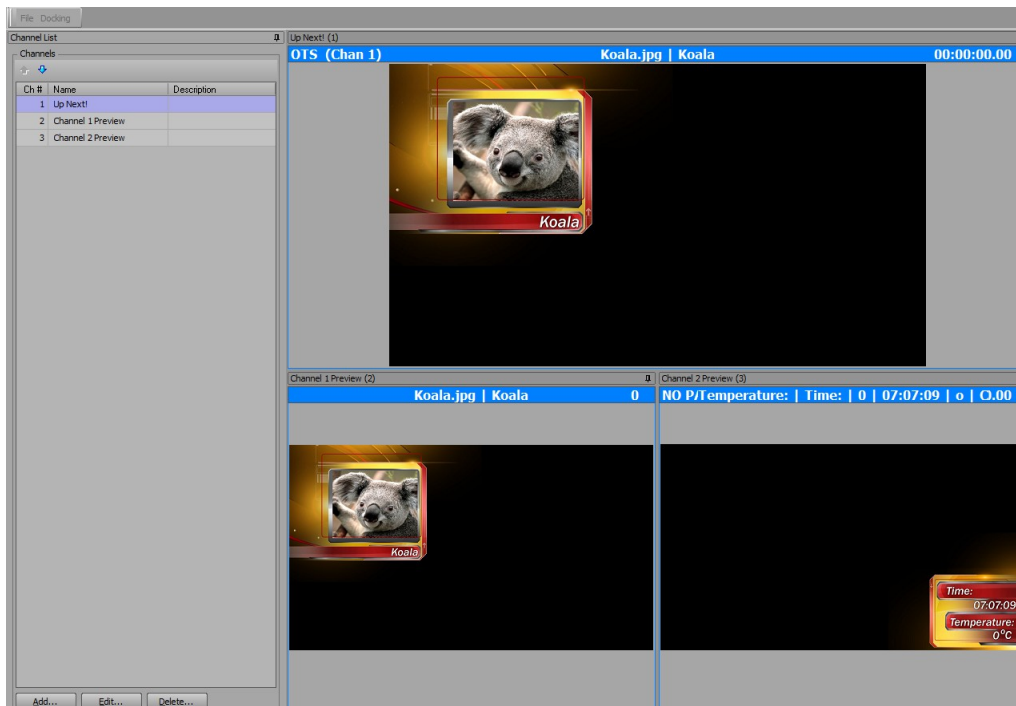 File Docking
Channel List
Up Next! (1)
Channels
OTS (Chan 1) Koala.jpg | Koala 00:00:00.00
Ch # Name Description
1 Up Next!
2 Channel 1 Preview
3 Channel 2 Preview
Koala
Channel 1 Preview (2)
Channel 2 Preview (3)
Koala.jpg | Koala 0
NO P/Temperature: | Time: | 0 | 07:07:09 | o |
Koala
Time:
07:07:09
Temperature:
0°C
Add... Edit... Delete...